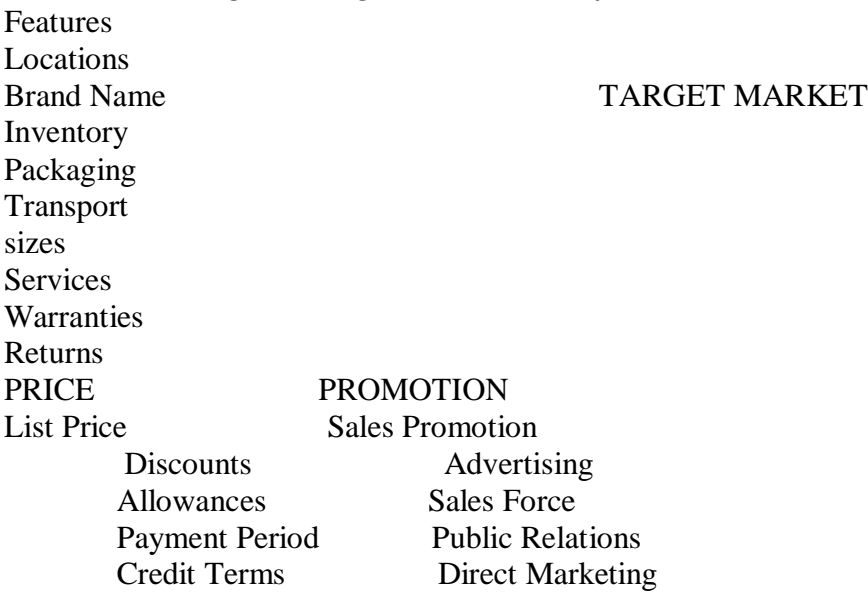 Features
Locations
Brand Name TARGET MARKET
Inventory
Packaging
Transport
sizes
Services
Warranties
Returns
PRICE PROMOTION
List Price Sales Promotion
Discounts Advertising
Allowances Sales Force
Payment Period Public Relations
Credit Terms Direct Marketing